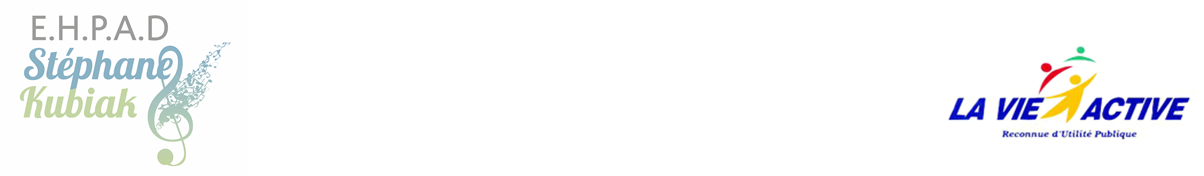 E.H.P.A.D
Stéphane
Kubiak
LA VIE ACTIVE
Reconnue d'Utilité Publique